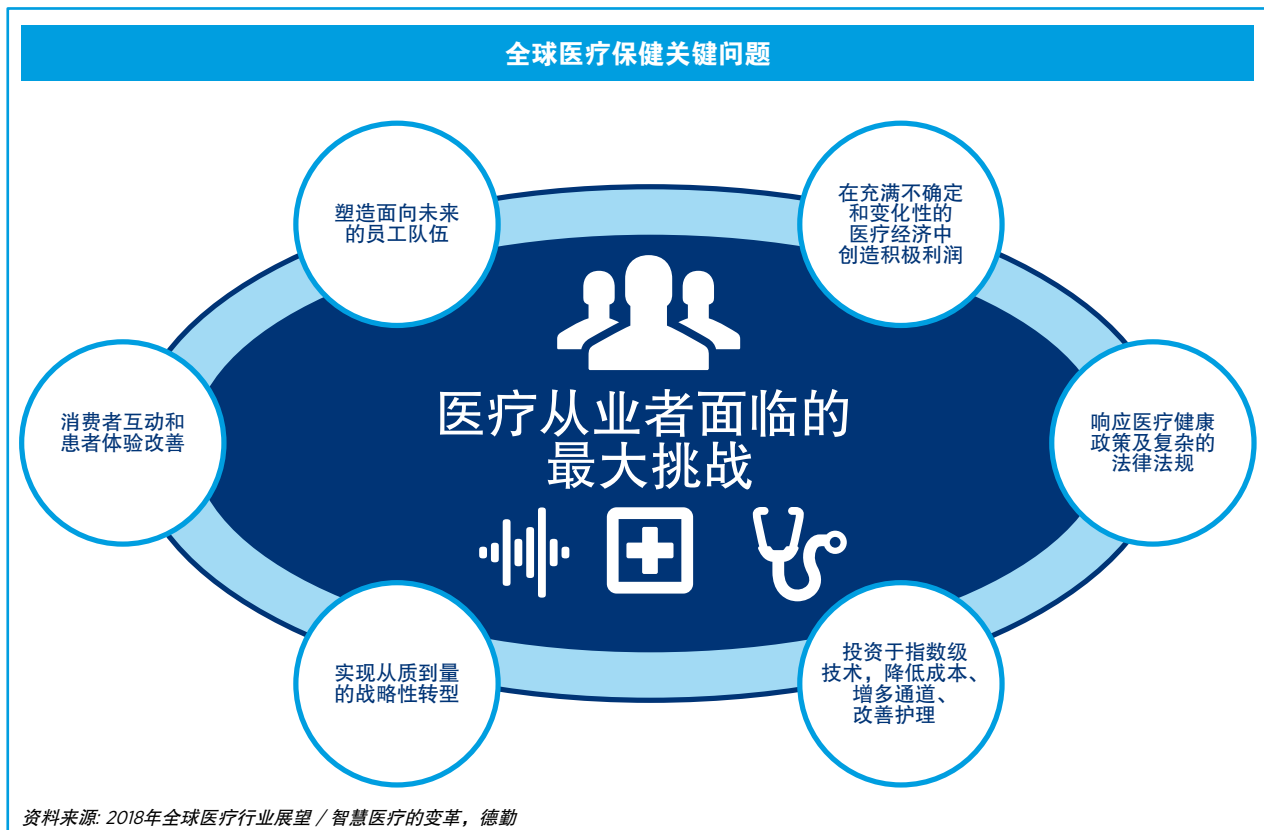 全球医疗保健关键问题
塑造面向未来
的员工队伍
在充满不确定
和变化性的
医疗经济中
创造积极利润
消费者互动和
患者体验改善
医疗从业者面临的
最大挑战
响应医疗健康
政策及复杂的
法律法规
实现从质到量
的战略性转型
投资于指数级
技术，降低成本、
增多通道、
改善护理
资料来源: 2018年全球医疗行业展望 / 智慧医疗的变革，德勤